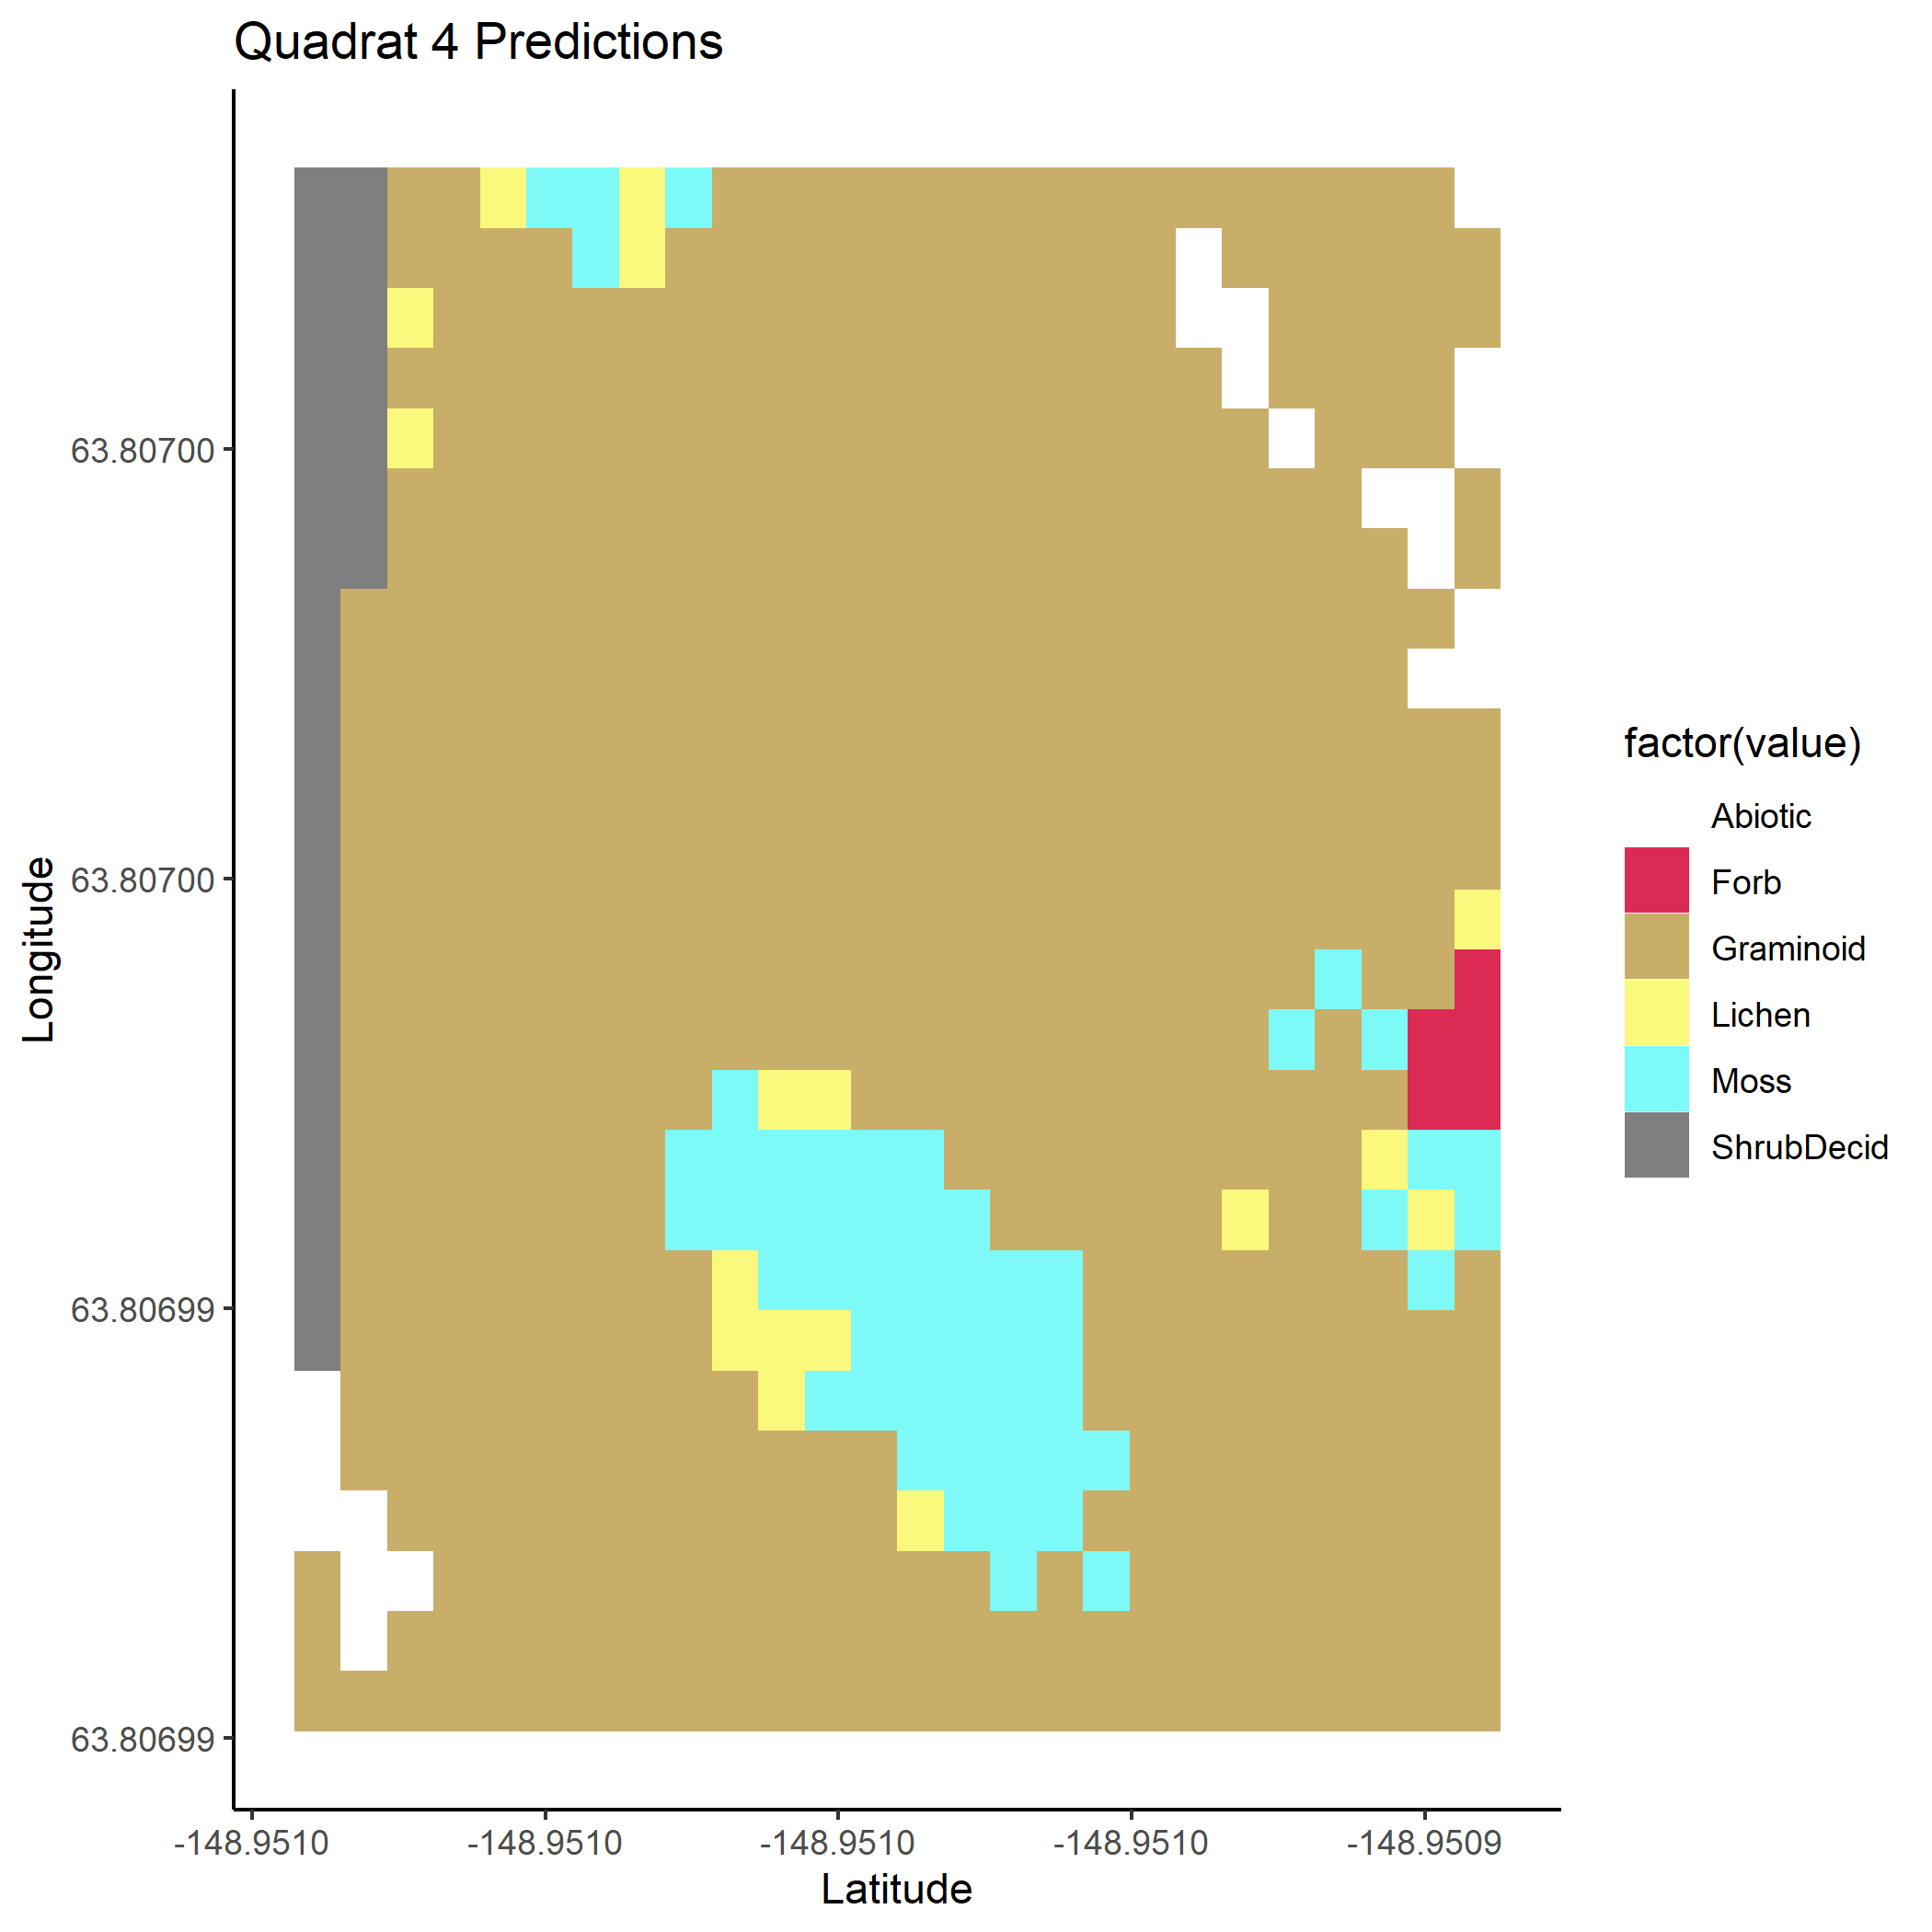 Quadrat 4 Predictions
Longitude
63.80700
63.80700
63.80699
63.80699
-148.9510
-148.9510
-148.9510
-148.9510
-148.9509
Latitude
factor(value)
Abiotic
Forb
Graminoid
Lichen
Moss
ShrubDecid